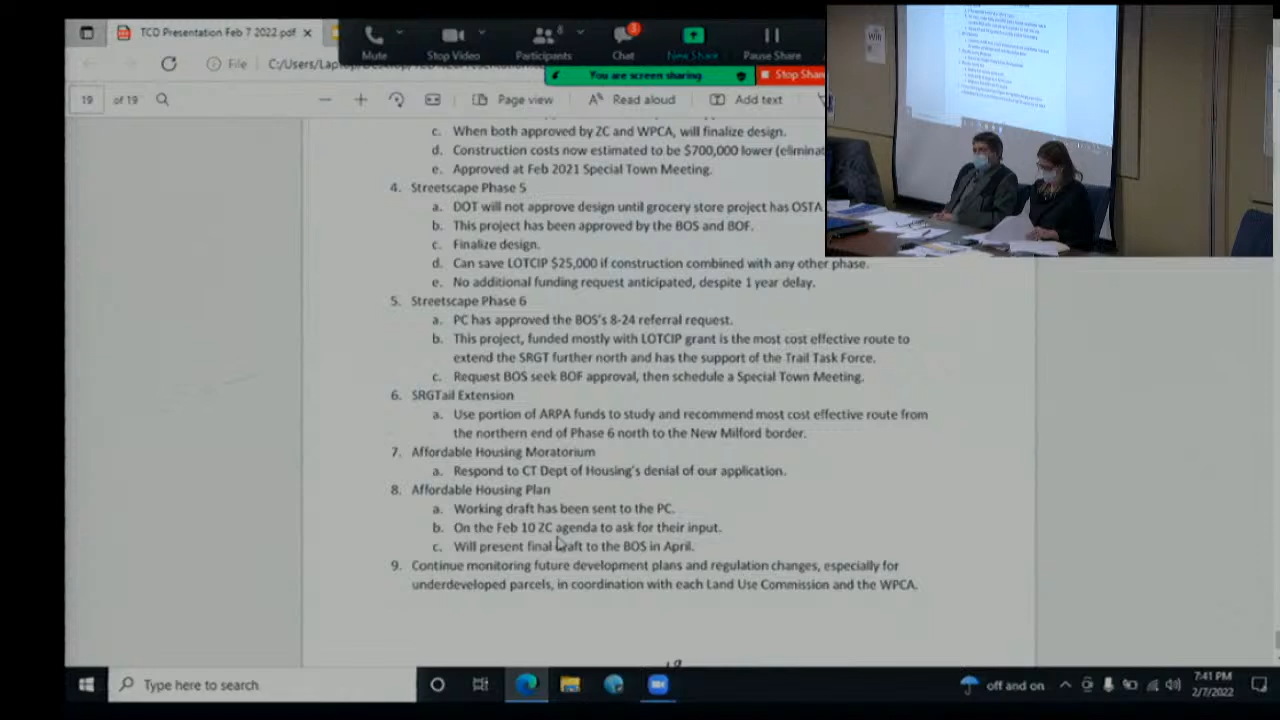 TCO Presentation Feb 7 2022.pdf
Mute
Stop Video
Participants
Chat
3
New Share
Pause Share
You are screen sharing
Stop Shar
File
19 of 19
Page view
Read aloud
Add text
c. When both approved by ZC and WPCA, will finalize design.
d. Construction costs now estimated to be $700,000 lower (eliminat
e. Approved at Feb 2021 Special Town Meeting.
4. Streetscape Phase 5
a. DOT will not approve design until grocery store project has OSTA
b. This project has been approved by the BOS and BOF.
c. Finalize design.
d. Can save LOTCIP $25,000 if construction combined with any other phase.
e. No additional funding request anticipated, despite 1 year delay.
5. Streetscape Phase 6
a. PC has approved the BOS's 8-24 referral request.
b. This project, funded mostly with LOTCIP grant is the most cost effective route to
extend the SRGT further north and has the support of the Trail Task Force.
c. Request BOS seek BOF approval, then schedule a Special Town Meeting.
6. SRGTail Extension
a. Use portion of ARPA funds to study and recommend most cost effective route from
the northern end of Phase 6 north to the New Milford border.
7. Affordable Housing Moratorium
a. Respond to CT Dept of Housing's denial of our application.
8. Affordable Housing Plan
a. Working draft has been sent to the PC.
b. On the Feb 10 ZC agenda to ask for their input.
c. Will present final draft to the BOS in April.
9. Continue monitoring future development plans and regulation changes, especially for
underdeveloped parcels, in coordination with each Land Use Commission and the WPCA.
Type here to search
off and on
7:41 PM
2/7/2022